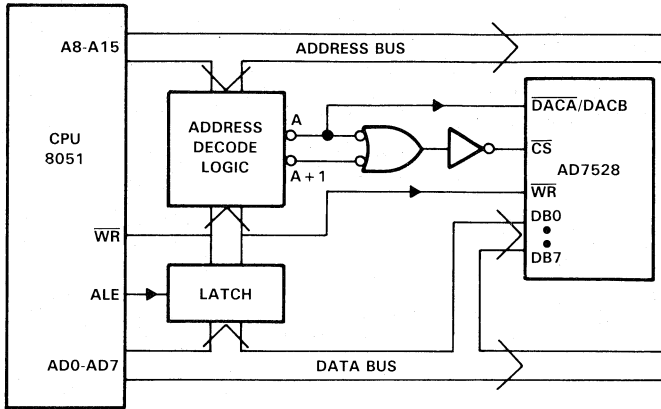 A8-A15
ADDRESS BUS
CPU
8051
ADDRESS
DECODE
LOGIC
A
A + 1
DACA/DACB
CS
AD7528
WR
DB0
DB7
WR
ALE
LATCH
AD0-AD7
DATA BUS